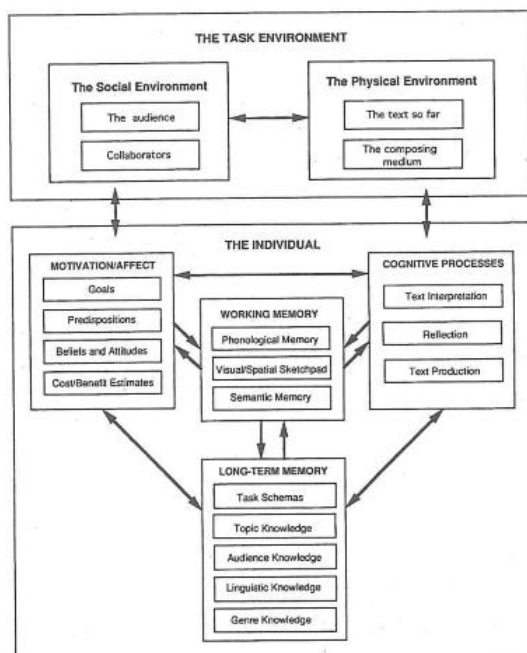 THE TASK ENVIRONMENT
The Social Environment
The audience
Collaborators
The Physical Environment
The text so far
The composing
medium
THE INDIVIDUAL
MOTIVATION/AFFECT
Goals
Predispositions
Beliefs and Attitudes
Cost/Benefit Estimates
WORKING MEMORY
Phonological Memory
Visual/Spatial Sketchpad
Semantic Memory
COGNITIVE PROCESSES
Text Interpretation
Reflection
Text Production
LONG-TERM MEMORY
Task Schemas
Topic Knowledge
Audience Knowledge
Linguistic Knowledge
Genre Knowledge